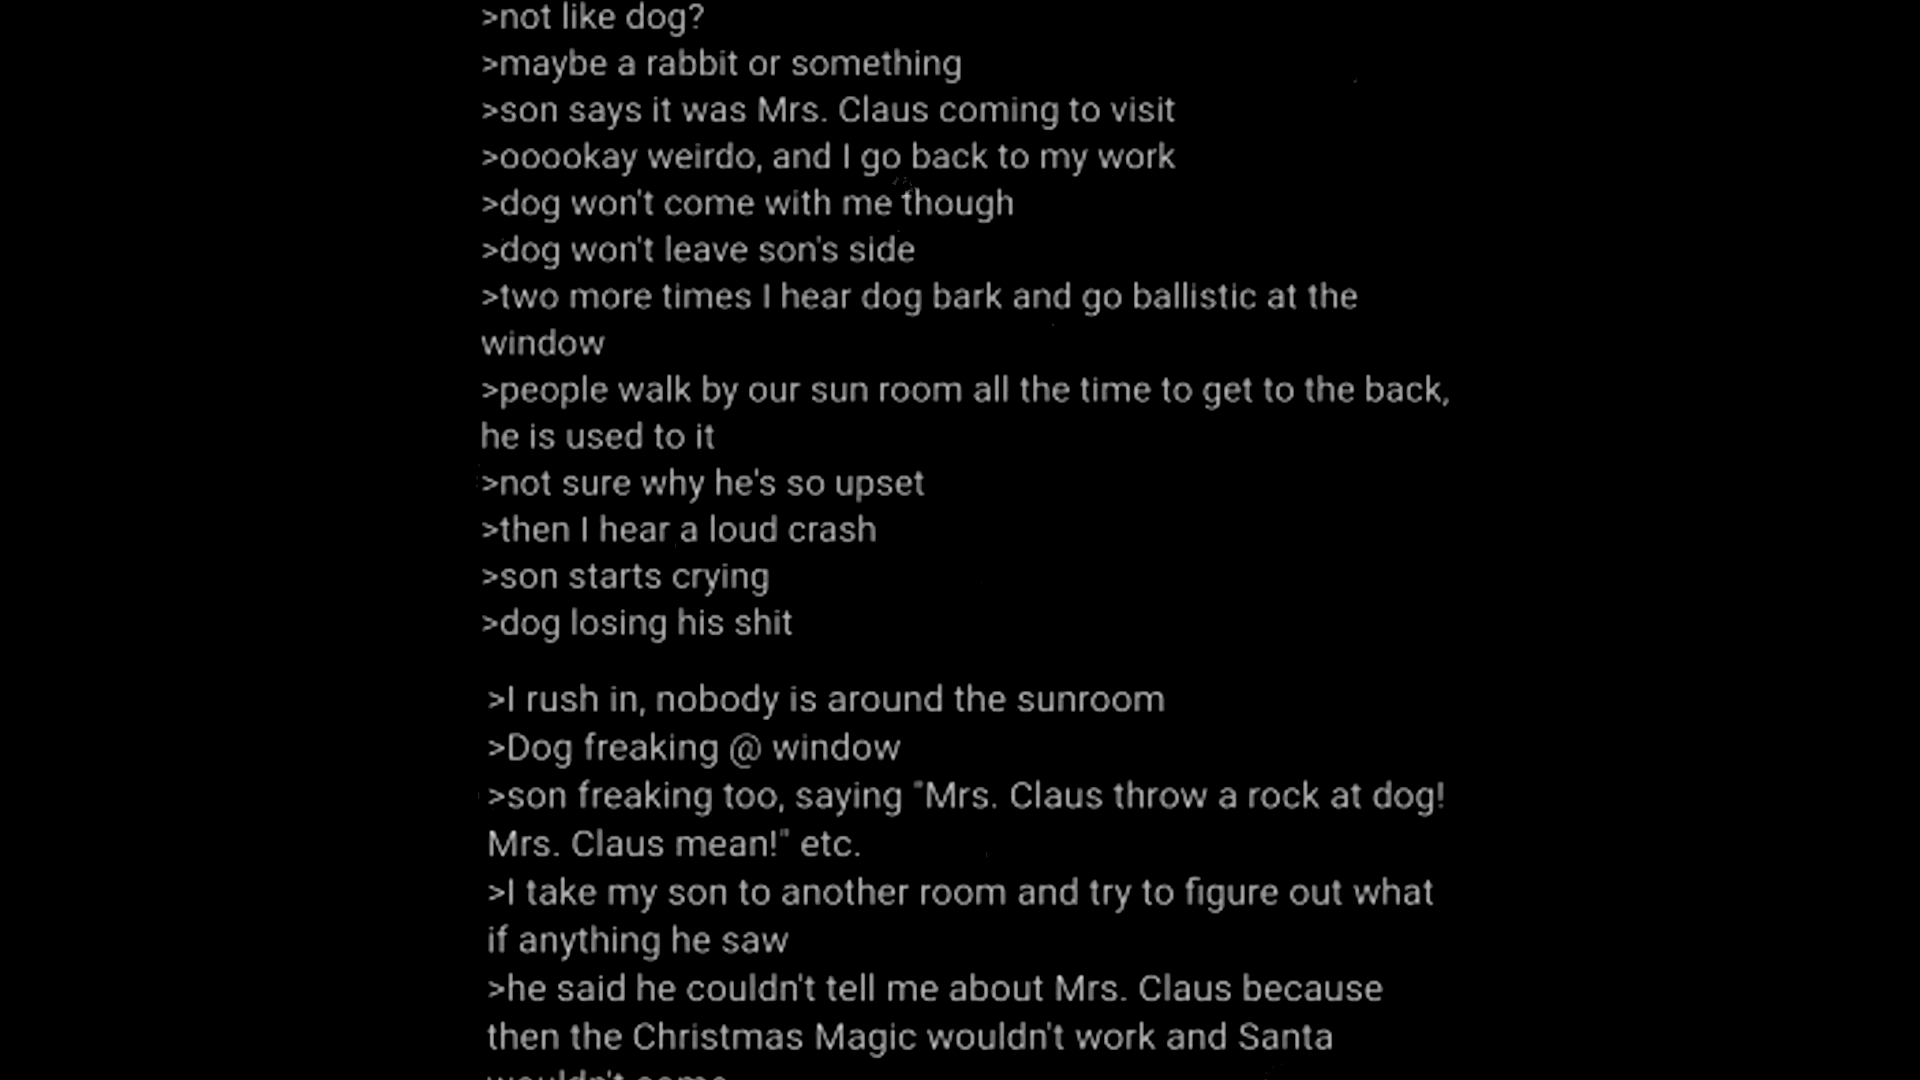 >not like dog?
>maybe a rabbit or something
>son says it was Mrs. Claus coming to visit
>ooookay weirdo, and I go back to my work
>dog won't come with me though
>dog won't leave son's side
>two more times I hear dog bark and go ballistic at the
window
>people walk by our sun room all the time to get to the back,
he is used to it
>not sure why he's so upset
>then I hear a loud crash
>son starts crying
>dog losing his shit
>I rush in, nobody is around the sunroom
>Dog freaking @ window
>son freaking too, saying "Mrs. Claus throw a rock at dog!
Mrs. Claus mean!" etc.
>I take my son to another room and try to figure out what
if anything he saw
>he said he couldn't tell me about Mrs. Claus because
then the Christmas Magic wouldn't work and Santa
wouldn't come